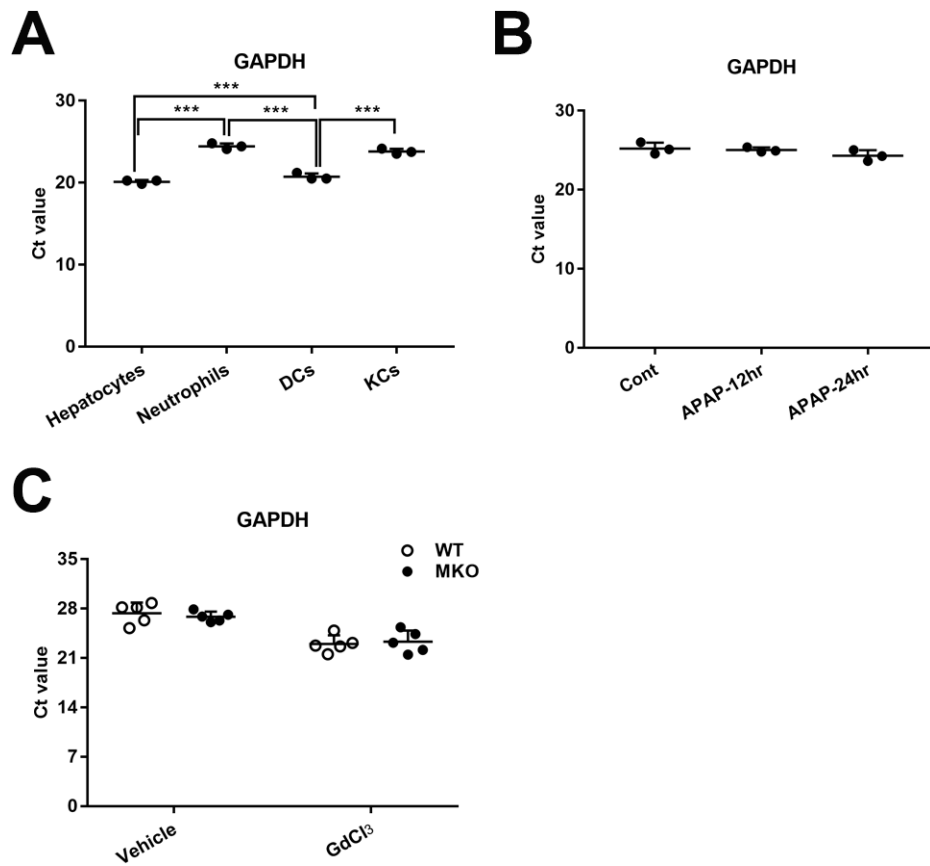 A
GAPDH
***
*** *** ***
30
20
10
0
Ct value
Hepatocytes
Neutrophils
DCs
KCs
B
GAPDH
30
20
10
0
Ct value
Cont
APAP-12hr
APAP-24hr
C
GAPDH
WT
MKO
35
28
21
14
7
0
Ct value
Vehicle
GdCl3